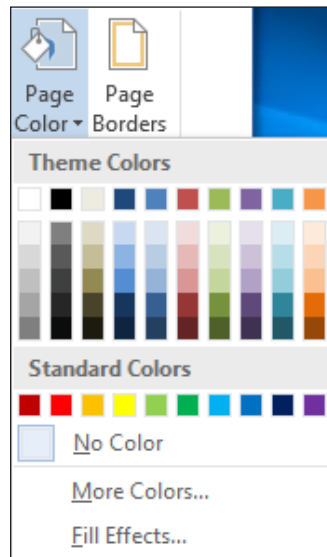 Page Page
Color Borders
Theme Colors
Standard Colors
No Color
More Colors...
Fill Effects...